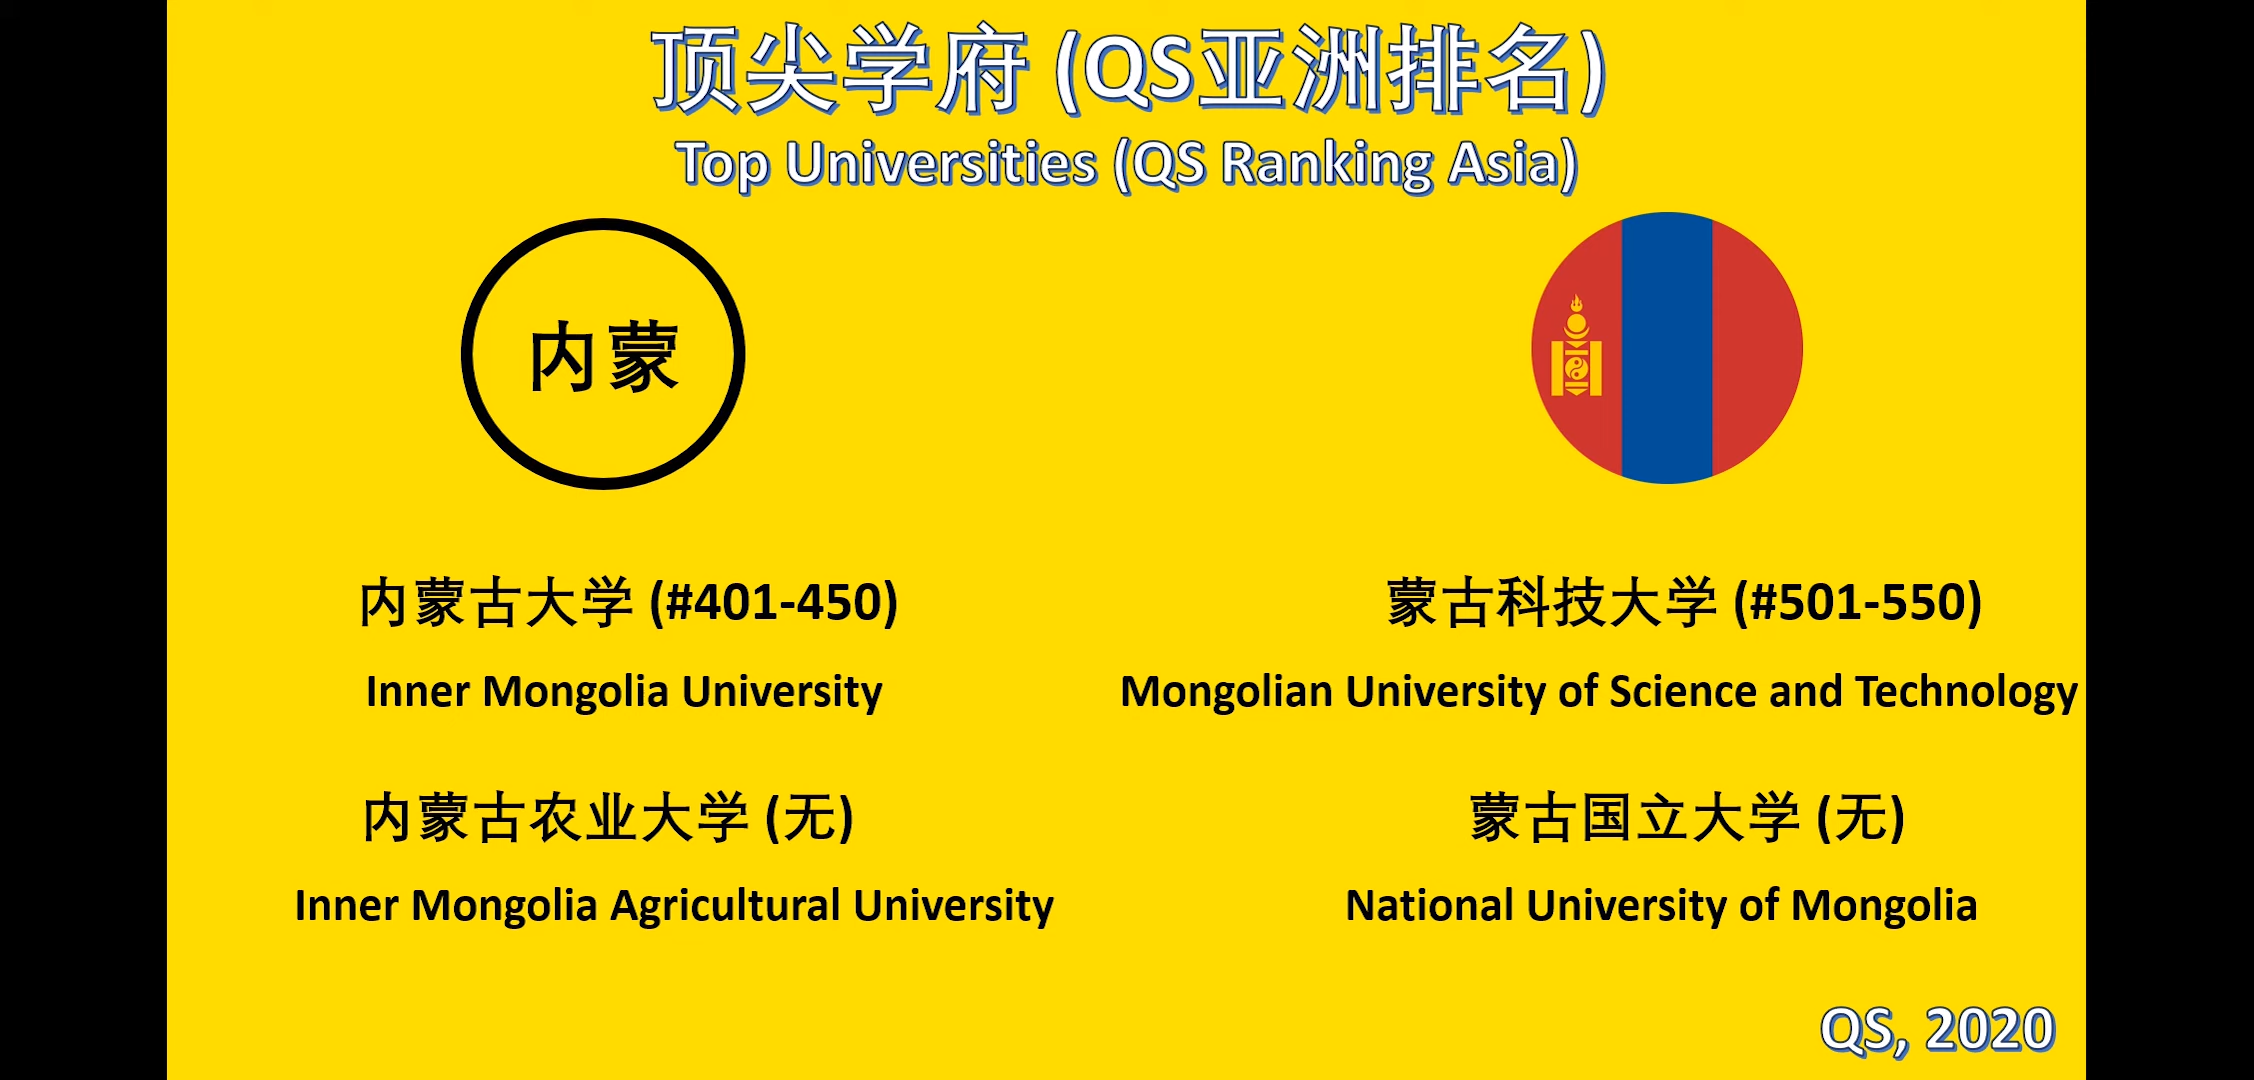 顶尖学府 (QS亚洲排名)
Top Universities (QS Ranking Asia)
内蒙
内蒙古大学 (#401-450)
Inner Mongolia University
内蒙古农业大学 (无)
Inner Mongolia Agricultural University
蒙古科技大学 (#501-550)
Mongolian University of Science and Technology
蒙古国立大学 (无)
National University of Mongolia
QS, 2020